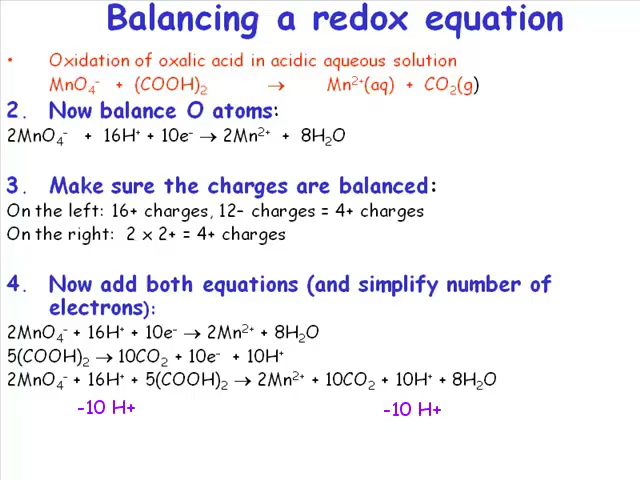 Balancing a redox equation
• Oxidation of oxalic acid in acidic aqueous solution
MnO₄⁻ + (COOH)₂ → Mn²⁺(aq) + CO₂(g)
2. Now balance O atoms:
2MnO₄⁻ + 16H⁺ + 10e⁻ → 2Mn²⁺ + 8H₂O
3. Make sure the charges are balanced:
On the left: 16+ charges, 12– charges = 4+ charges
On the right: 2 x 2+ = 4+ charges
4. Now add both equations (and simplify number of
electrons):
2MnO₄⁻ + 16H⁺ + 10e⁻ → 2Mn²⁺ + 8H₂O
5(COOH)₂ → 10CO₂ + 10e⁻ + 10H⁺
2MnO₄⁻ + 16H⁺ + 5(COOH)₂ → 2Mn²⁺ + 10CO₂ + 10H⁺ + 8H₂O
-10 H+ -10 H+